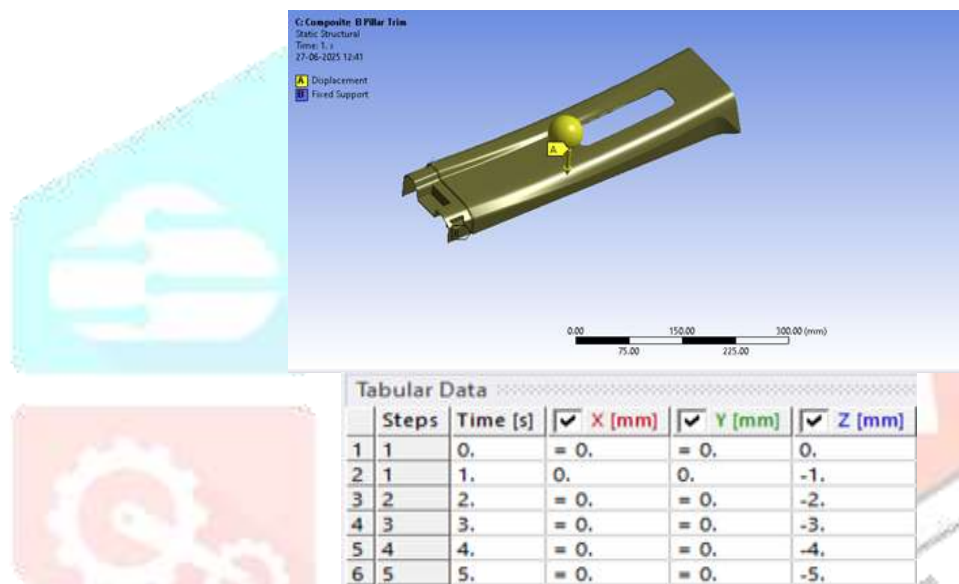 C: Composite B Pillar Trim
Static Structural
Time: 1. s
27-06-2025 12:41
A Displacement
B Fixed Support
A
0.00 150.00 300.00 (mm)
75.00 225.00
Tabular Data
Steps Time [s] X [mm] Y [mm] Z [mm]
1 1 0. = 0. = 0. 0.
2 1 1. 0. 0. -1.
3 2 2. = 0. = 0. -2.
4 3 3. = 0. = 0. -3.
5 4 4. = 0. = 0. -4.
6 5 5. = 0. = 0. -5.